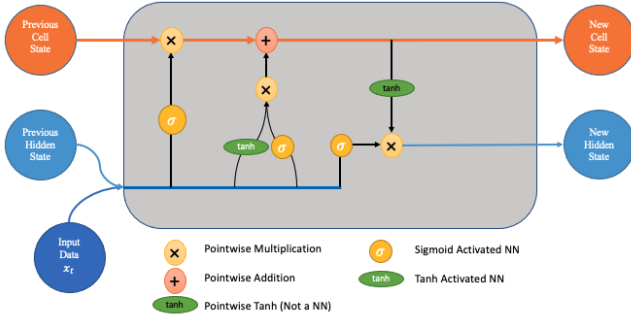 Previous
Cell
State
New
Cell
State
×
+
σ
×
tanh
tanh
σ
σ
×
Previous
Hidden
State
New
Hidden
State
Input
Data
xₜ
× Pointwise Multiplication
σ Sigmoid Activated NN
+ Pointwise Addition
tanh Tanh Activated NN
tanh Pointwise Tanh (Not a NN)